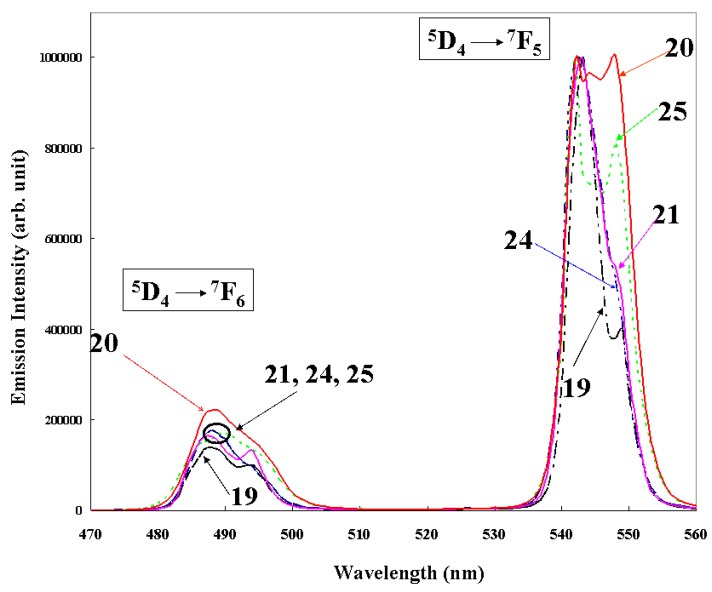 ⁵D₄ → ⁷F₅
20
25
21
24
19
⁵D₄ → ⁷F₆
20
21, 24, 25
19
Emission Intensity (arb. unit)
1000000
800000
600000
400000
200000
0
470 480 490 500 510 520 530 540 550 560
Wavelength (nm)